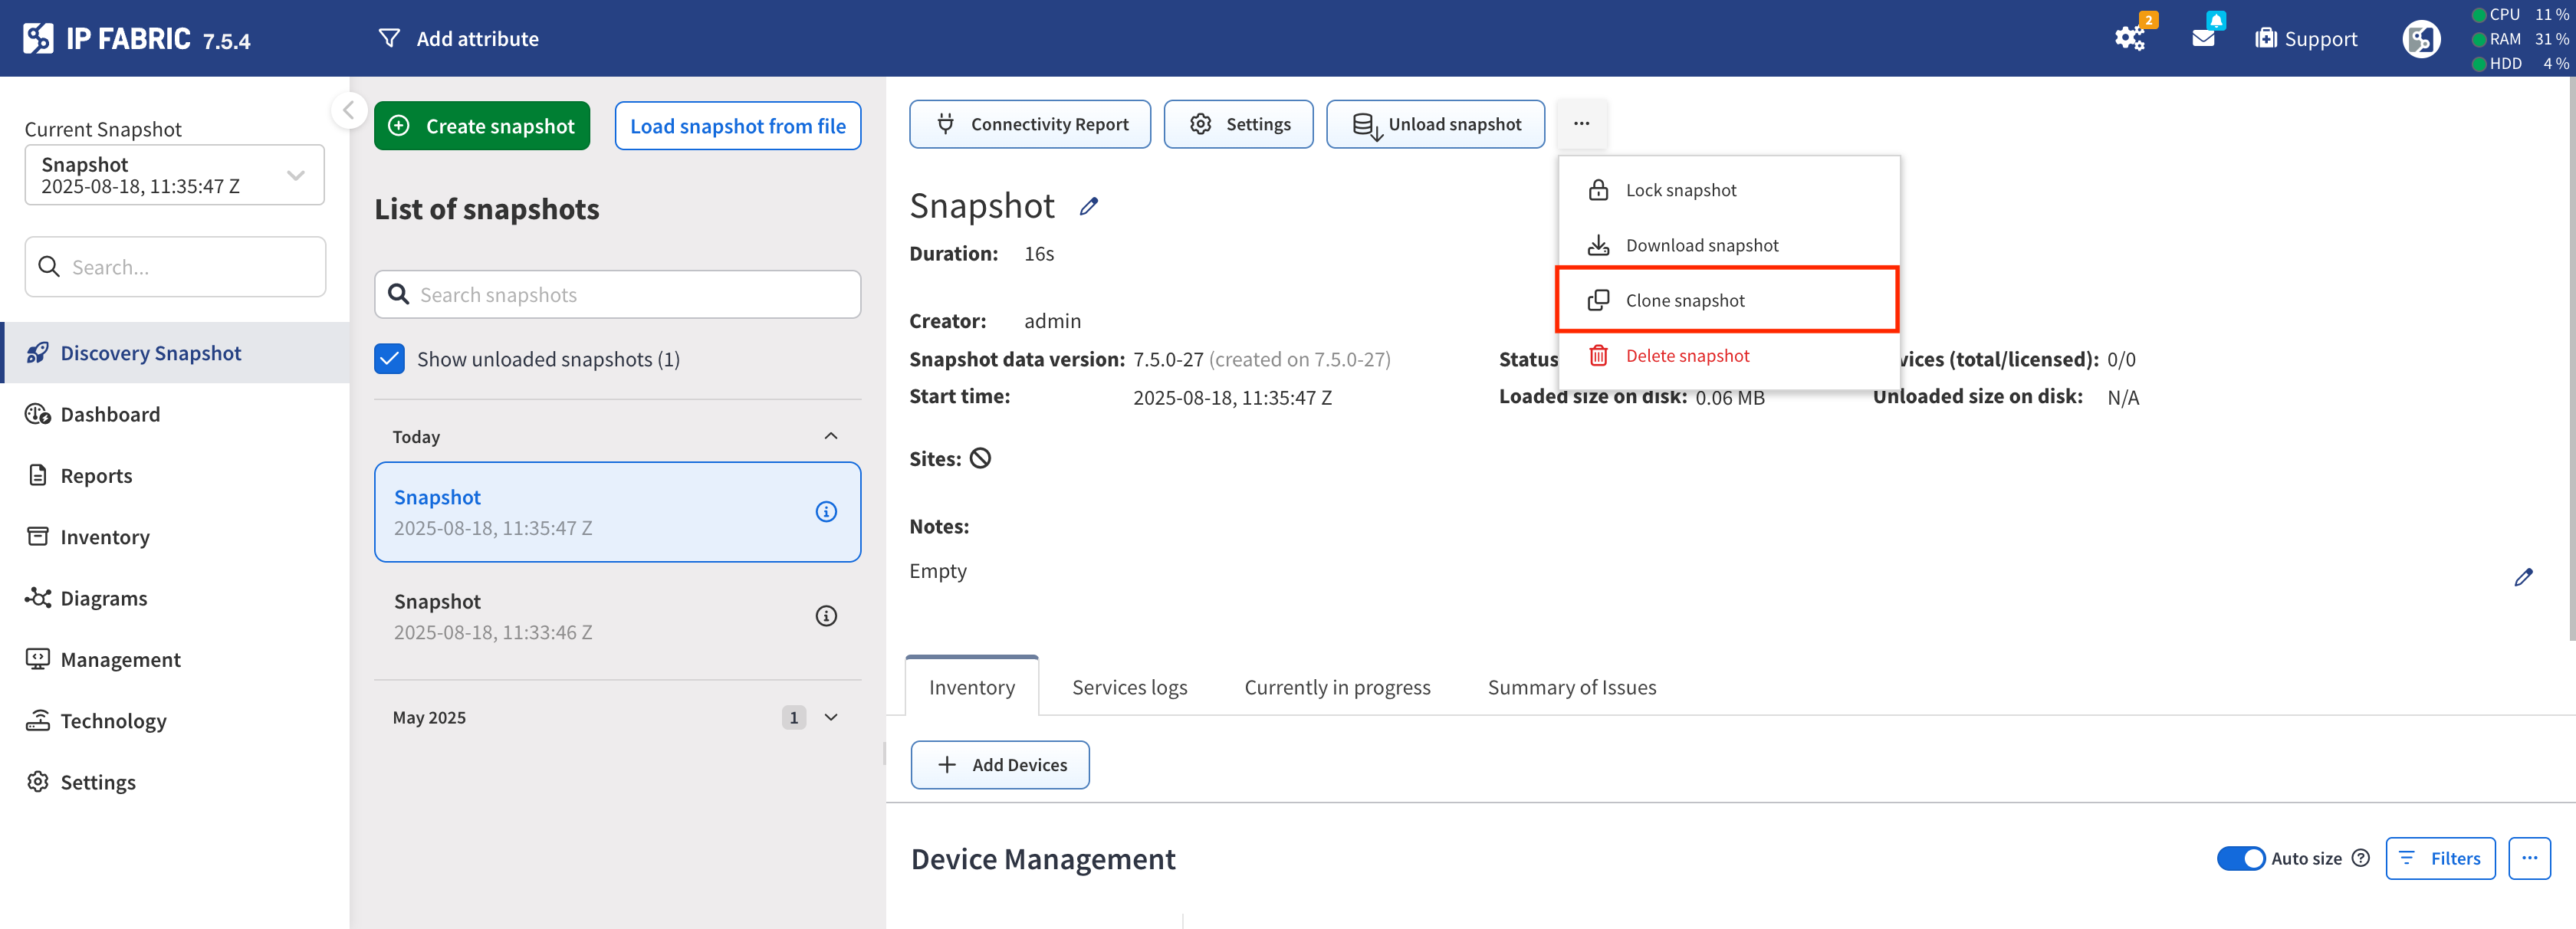 IP FABRIC 7.5.4
Add attribute
2
Support
CPU 11 %
RAM 31 %
HDD 4 %
Current Snapshot
Snapshot
2025-08-18, 11:35:47 Z
Search...
Discovery Snapshot
Dashboard
Reports
Inventory
Diagrams
Management
Technology
Settings
Create snapshot
Load snapshot from file
List of snapshots
Search snapshots
Show unloaded snapshots (1)
Today
Snapshot
2025-08-18, 11:35:47 Z
Snapshot
2025-08-18, 11:33:46 Z
May 2025 1
Connectivity Report
Settings
Unload snapshot
Lock snapshot
Download snapshot
Clone snapshot
Delete snapshot
Snapshot
Duration: 16s
Creator: admin
Snapshot data version: 7.5.0-27 (created on 7.5.0-27) Status vices (total/licensed): 0/0
Start time: 2025-08-18, 11:35:47 Z Loaded size on disk: 0.06 MB Unloaded size on disk: N/A
Sites:
Notes:
Empty
Inventory Services logs Currently in progress Summary of Issues
Add Devices
Device Management
Auto size
Filters